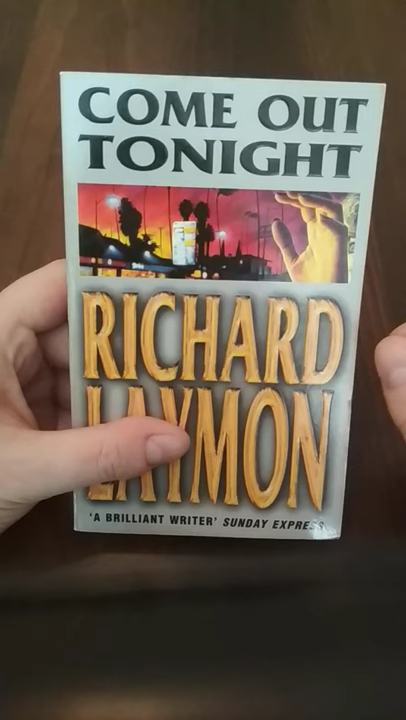 COME OUT
TONIGHT
RICHARD
LAYMON
'A BRILLIANT WRITER' SUNDAY EXPRESS